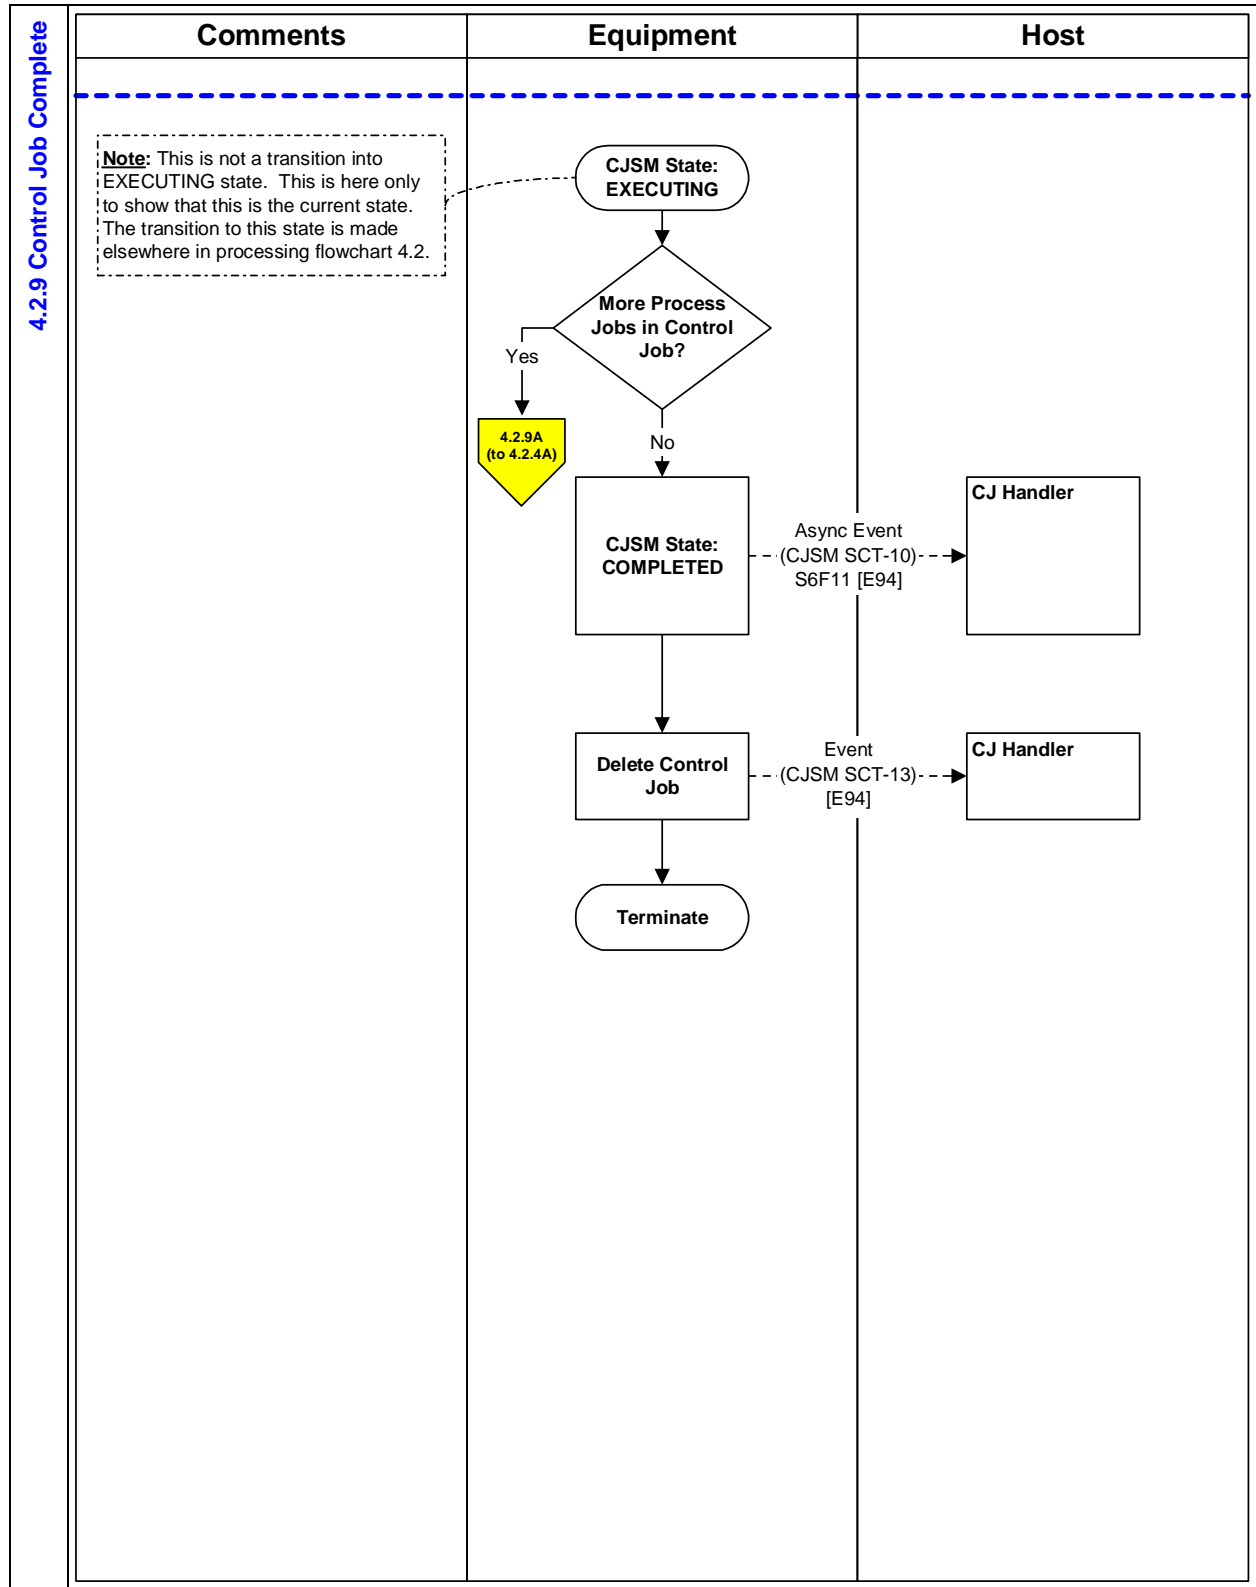 4.2.9 Control Job Complete
Comments
Equipment
Host
Note: This is not a transition into
EXECUTING state. This is here only
to show that this is the current state.
The transition to this state is made
elsewhere in processing flowchart 4.2.
CJSM State:
EXECUTING
More Process
Jobs in Control
Job?
Yes
4.2.9A
(to 4.2.4A)
No
CJSM State:
COMPLETED
Async Event
(CJSM SCT-10)
S6F11 [E94]
CJ Handler
Delete Control
Job
Event
(CJSM SCT-13)
[E94]
CJ Handler
Terminate